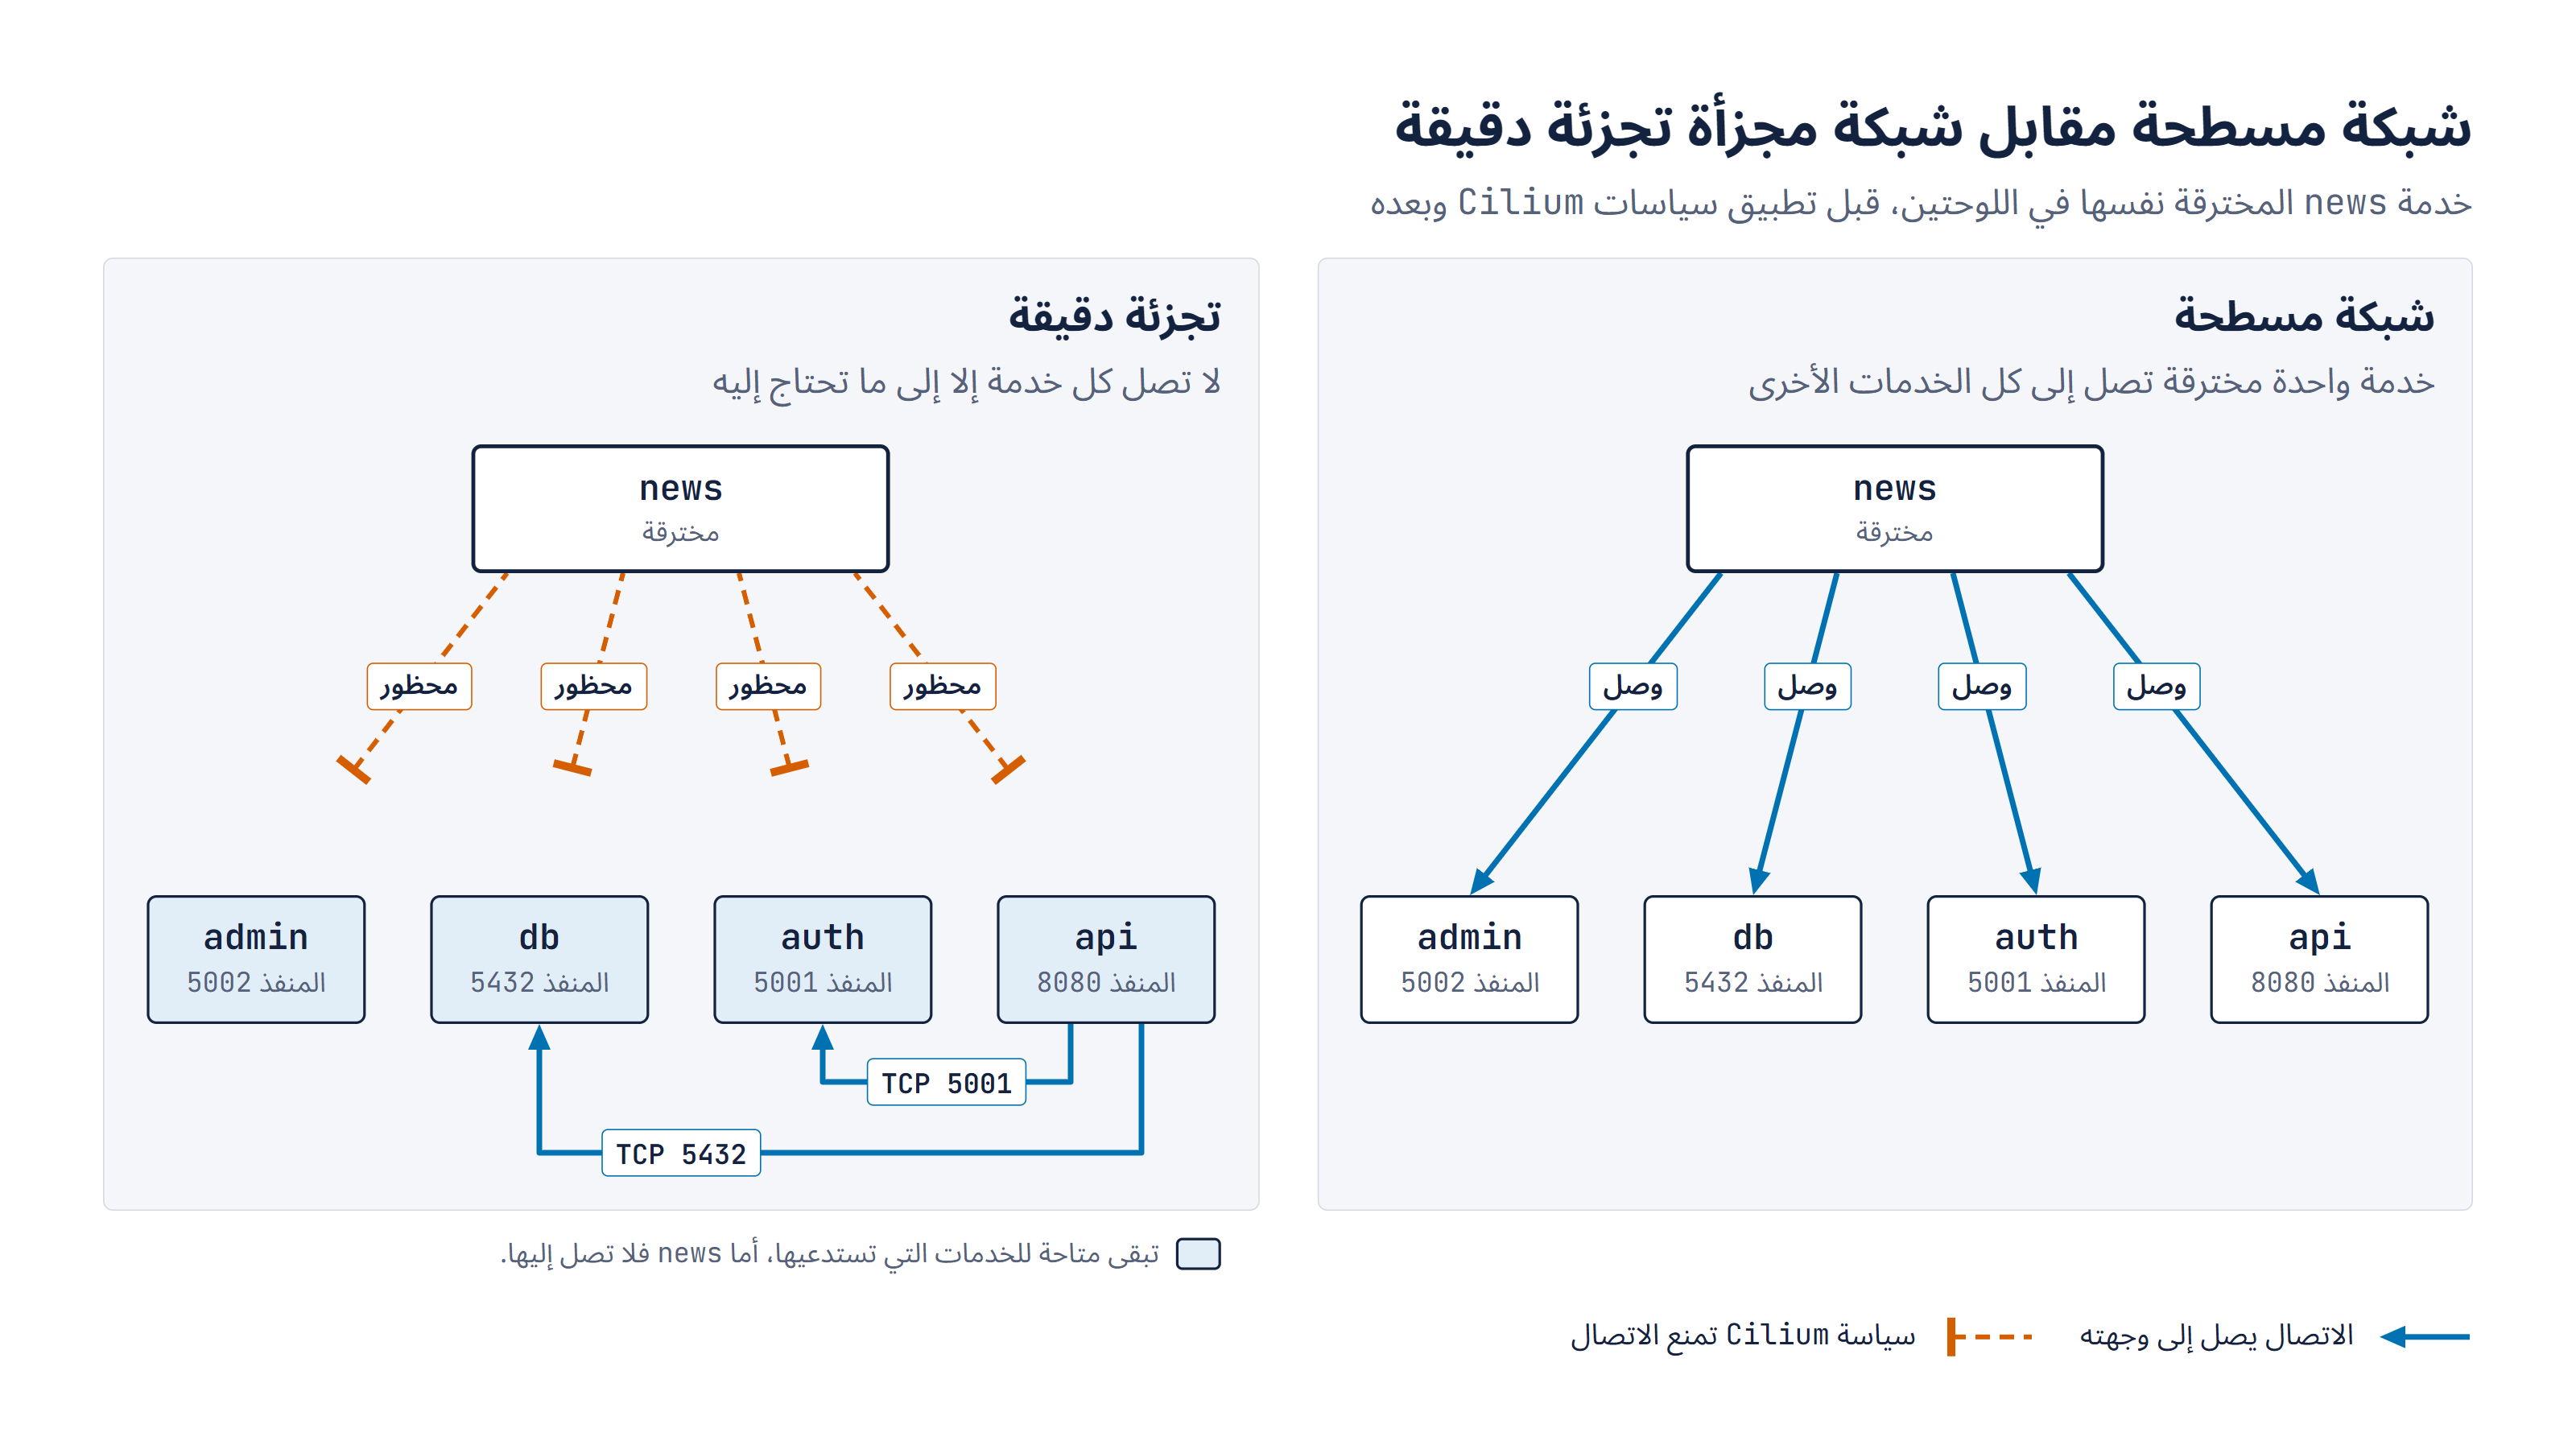 شبكة مسطحة مقابل شبكة مجزأة تجزئة دقيقة
خدمة news المخترقة نفسها في اللوحتين، قبل تطبيق سياسات Cilium وبعده
شبكة مسطحة
خدمة واحدة مخترقة تصل إلى كل الخدمات الأخرى
news
مخترقة
وصل
وصل
وصل
وصل
api
المنفذ 8080
auth
المنفذ 5001
db
المنفذ 5432
admin
المنفذ 5002
تجزئة دقيقة
لا تصل كل خدمة إلا إلى ما تحتاج إليه
news
مخترقة
محظور
محظور
محظور
محظور
api
المنفذ 8080
auth
المنفذ 5001
db
المنفذ 5432
admin
المنفذ 5002
TCP 5001
TCP 5432
تبقى متاحة للخدمات التي تستدعيها، أما news فلا تصل إليها.
الاتصال يصل إلى وجهته
سياسة Cilium تمنع الاتصال